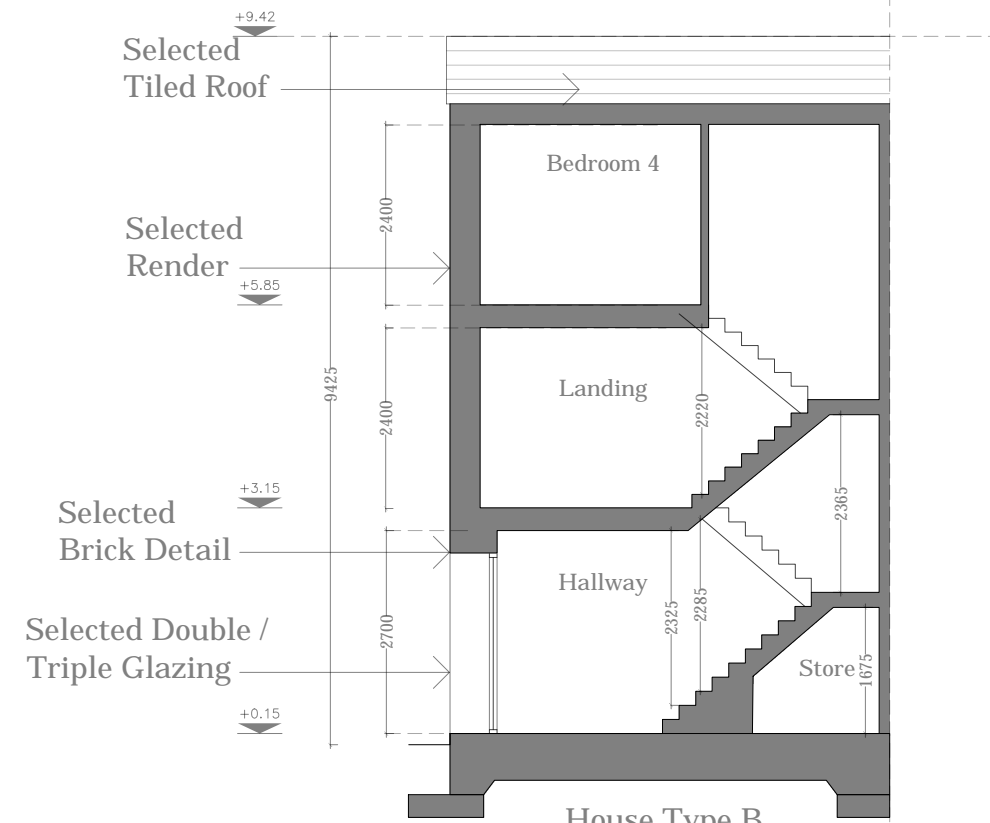 +9.42
Selected
Tiled Roof
Bedroom 4
2400
Selected
Render
+5.85
9425
Landing
2400
2220
+3.15
Selected
Brick Detail
2365
Hallway
2325
2285
2700
Selected Double /
Triple Glazing
Store
1675
+0.15
House Type B